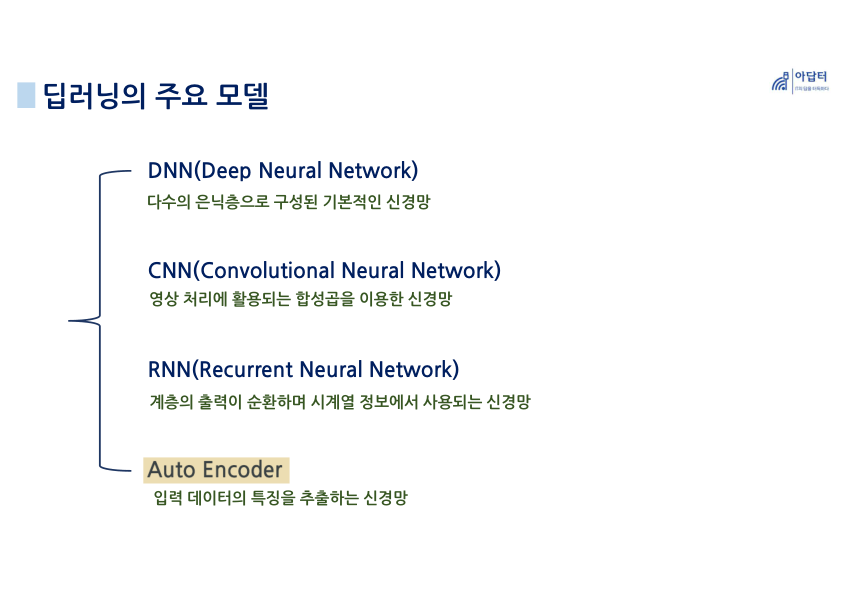 딥러닝의 주요 모델
아답터
DNN(Deep Neural Network)
다수의 은닉층으로 구성된 기본적인 신경망
CNN(Convolutional Neural Network)
영상 처리에 활용되는 합성곱을 이용한 신경망
RNN(Recurrent Neural Network)
계층의 출력이 순환하며 시계열 정보에서 사용되는 신경망
Auto Encoder
입력 데이터의 특징을 추출하는 신경망